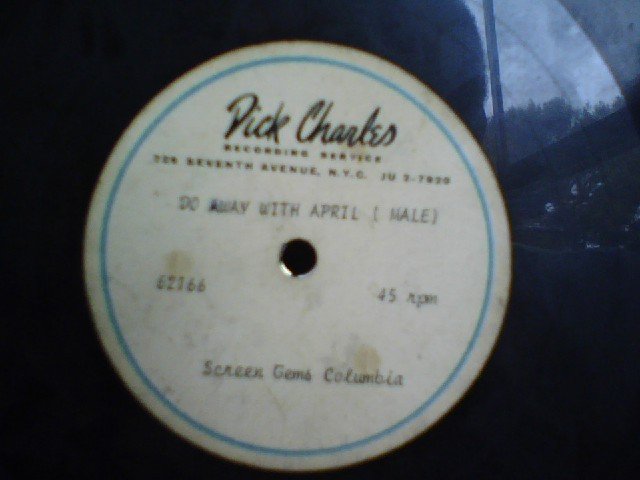 Dick Charles
RECORDING SERVICE
729 SEVENTH AVENUE, N.Y.C. JU 2-7920
DO AWAY WITH APRIL ( MALE)
62166 45 rpm
Screen Gems Columbia